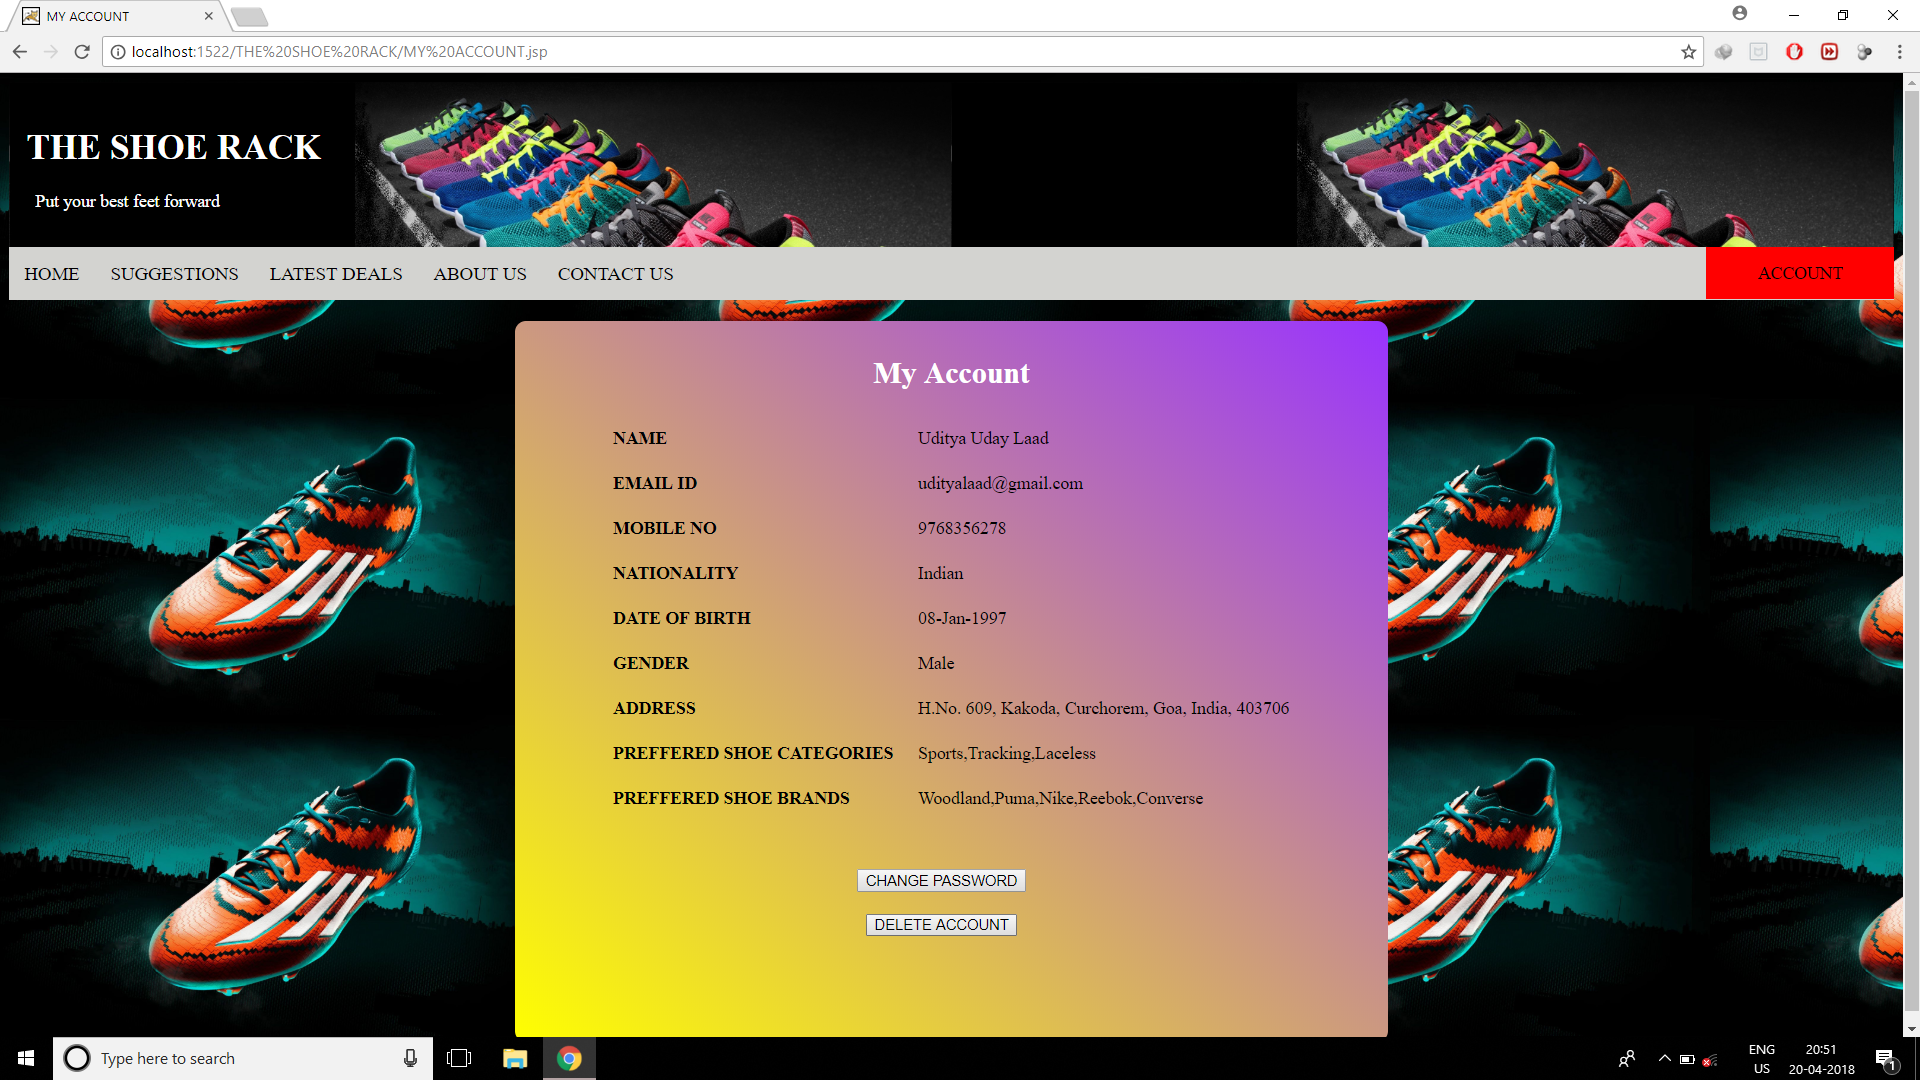 MY ACCOUNT
localhost:1522/THE%20SHOE%20RACK/MY%20ACCOUNT.jsp
THE SHOE RACK
Put your best feet forward
HOME SUGGESTIONS LATEST DEALS ABOUT US CONTACT US ACCOUNT
My Account
NAME Uditya Uday Laad
EMAIL ID udityalaad@gmail.com
MOBILE NO 9768356278
NATIONALITY Indian
DATE OF BIRTH 08-Jan-1997
GENDER Male
ADDRESS H.No. 609, Kakoda, Curchorem, Goa, India, 403706
PREFFERED SHOE CATEGORIES Sports,Tracking,Laceless
PREFFERED SHOE BRANDS Woodland,Puma,Nike,Reebok,Converse
CHANGE PASSWORD
DELETE ACCOUNT
Type here to search
ENG
US
20:51
20-04-2018
1